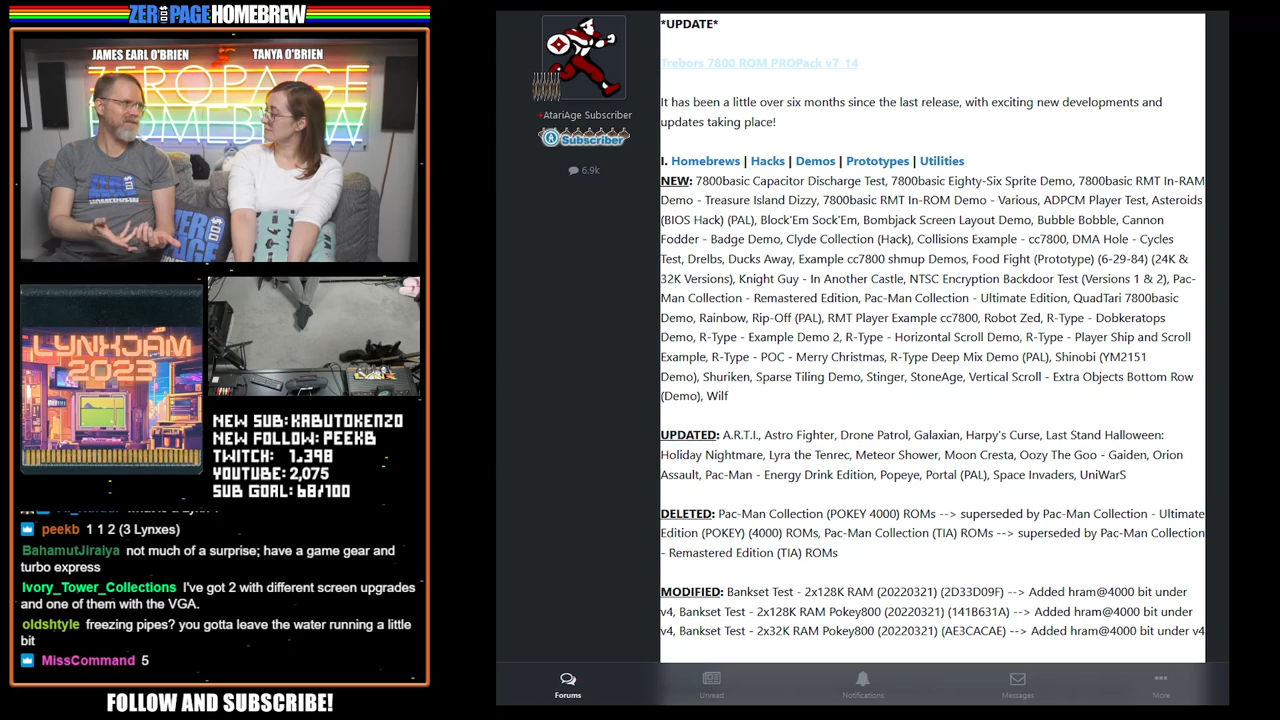 ZEROPAGE HOMEBREW
JAMES EARL O'BRIEN
TANYA O'BRIEN
ZEROPAGE
HOMEBREW
LYNXJAM
2023
NEW SUB: KABUTOKENZO
NEW FOLLOW: PEEKB
TWITCH: 1,398
YOUTUBE: 2,075
SUB GOAL: 68/100
peekb 1 1 2 (3 Lynxes)
BahamutJiraiya not much of a surprise; have a game gear and
turbo express
Ivory_Tower_Collections I've got 2 with different screen upgrades
and one of them with the VGA.
oldshtyle freezing pipes? you gotta leave the water running a little
bit
MissCommand 5
FOLLOW AND SUBSCRIBE!
AtariAge Subscriber
Subscriber
6.9k
*UPDATE*
Trebors 7800 ROM PROPack v7_14
It has been a little over six months since the last release, with exciting new developments and
updates taking place!
I. Homebrews | Hacks | Demos | Prototypes | Utilities
NEW: 7800basic Capacitor Discharge Test, 7800basic Eighty-Six Sprite Demo, 7800basic RMT In-RAM
Demo - Treasure Island Dizzy, 7800basic RMT In-ROM Demo - Various, ADPCM Player Test, Asteroids
(BIOS Hack) (PAL), Block'Em Sock'Em, Bombjack Screen Layout Demo, Bubble Bobble, Cannon
Fodder - Badge Demo, Clyde Collection (Hack), Collisions Example - cc7800, DMA Hole - Cycles
Test, Drelbs, Ducks Away, Example cc7800 shmup Demos, Food Fight (Prototype) (6-29-84) (24K &
32K Versions), Knight Guy - In Another Castle, NTSC Encryption Backdoor Test (Versions 1 & 2), Pac-
Man Collection - Remastered Edition, Pac-Man Collection - Ultimate Edition, QuadTari 7800basic
Demo, Rainbow, Rip-Off (PAL), RMT Player Example cc7800, Robot Zed, R-Type - Dobkeratops
Demo, R-Type - Example Demo 2, R-Type - Horizontal Scroll Demo, R-Type - Player Ship and Scroll
Example, R-Type - POC - Merry Christmas, R-Type Deep Mix Demo (PAL), Shinobi (YM2151
Demo), Shuriken, Sparse Tiling Demo, Stinger, StoneAge, Vertical Scroll - Extra Objects Bottom Row
(Demo), Wilf
UPDATED: A.R.T.I., Astro Fighter, Drone Patrol, Galaxian, Harpy's Curse, Last Stand Halloween:
Holiday Nightmare, Lyra the Tenrec, Meteor Shower, Moon Cresta, Oozy The Goo - Gaiden, Orion
Assault, Pac-Man - Energy Drink Edition, Popeye, Portal (PAL), Space Invaders, UniWarS
DELETED: Pac-Man Collection (POKEY 4000) ROMs --> superseded by Pac-Man Collection - Ultimate
Edition (POKEY) (4000) ROMs, Pac-Man Collection (TIA) ROMs --> superseded by Pac-Man Collection
- Remastered Edition (TIA) ROMs
MODIFIED: Bankset Test - 2x128K RAM (20220321) (2D33D09F) --> Added hram@4000 bit under
v4, Bankset Test - 2x128K RAM Pokey800 (20220321) (141B631A) --> Added hram@4000 bit under
v4, Bankset Test - 2x32K RAM Pokey800 (20220321) (AE3CACAE) --> Added hram@4000 bit under v4
Forums
Unread
Notifications
Messages
More